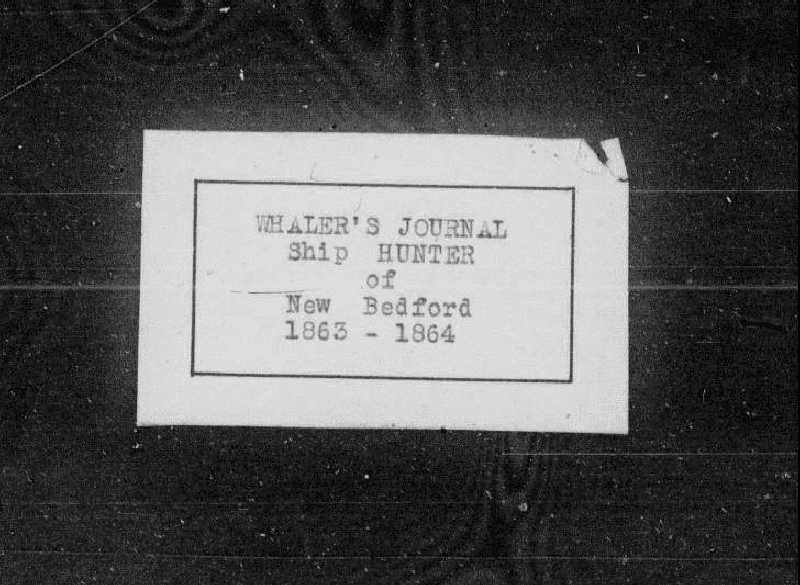 WHALER'S JOURNAL
Ship HUNTER
of
New Bedford
1863 - 1864